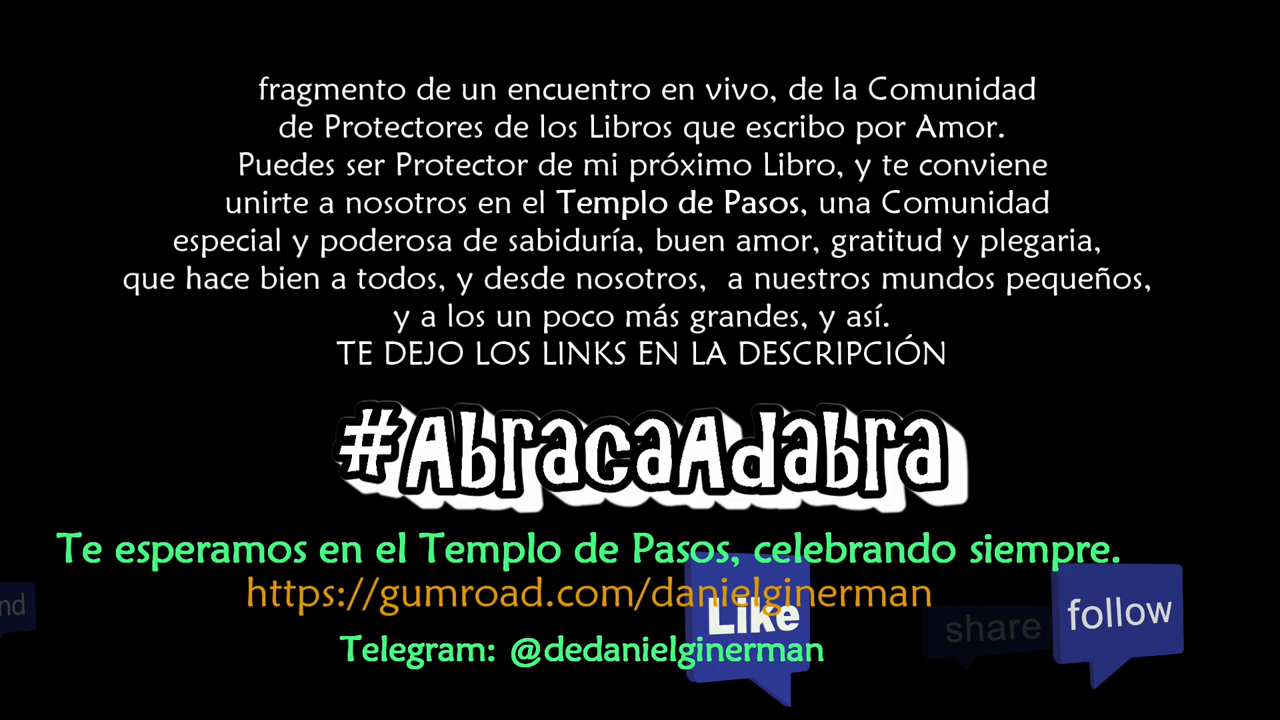 fragmento de un encuentro en vivo, de la Comunidad
de Protectores de los Libros que escribo por Amor.
Puedes ser Protector de mi próximo Libro, y te conviene
unirte a nosotros en el Templo de Pasos, una Comunidad
especial y poderosa de sabiduría, buen amor, gratitud y plegaria,
que hace bien a todos, y desde nosotros,  a nuestros mundos pequeños,
y a los un poco más grandes, y así.
TE DEJO LOS LINKS EN LA DESCRIPCIÓN
#AbracaAdabra
Te esperamos en el Templo de Pasos, celebrando siempre.
https://gumroad.com/danielginerman
nd
Like
share
follow
Telegram: @dedanielginerman